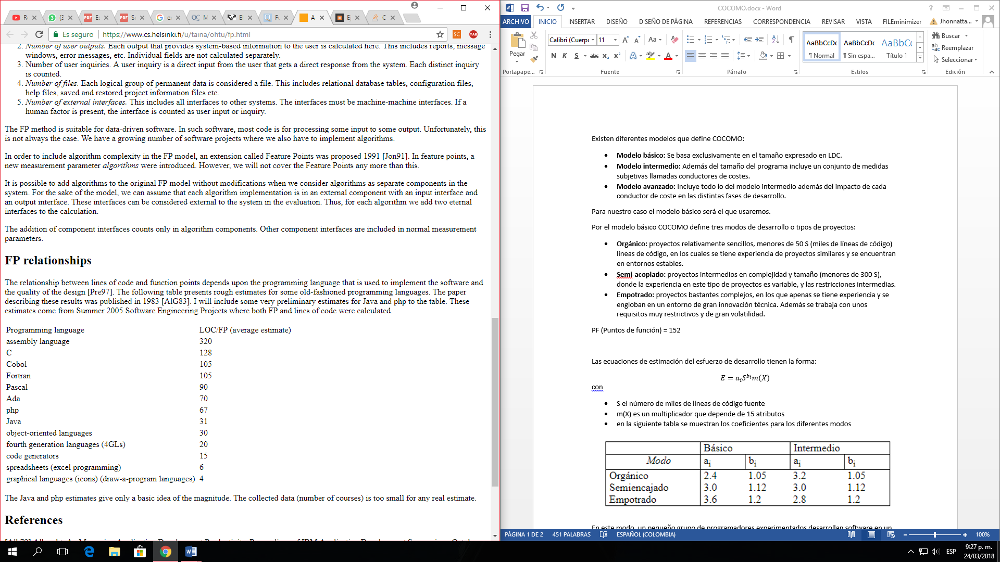 R
(3
Es
Se
ex
M
El
Fu
A
Ej
C
Es seguro | https://www.cs.helsinki.fi/u/taina/ohtu/fp.html
2. Number of user outputs. Each output that provides system-based information to the user is calculated here. This includes reports, message
windows, error messages, etc. Individual fields are not calculated separately.
3. Number of user inquiries. A user inquiry is a direct input from the user that gets a direct response from the system. Each distinct inquiry
is counted.
4. Number of files. Each logical group of permanent data is considered a file. This includes relational database tables, configuration files,
help files, saved and restored project information files etc.
5. Number of external interfaces. This includes all interfaces to other systems. The interfaces must be machine-machine interfaces. If a
human factor is present, the interface is counted as user input or inquiry.
The FP method is suitable for data-driven software. In such software, most code is for processing some input to some output. Unfortunately, this
is not always the case. We have a growing number of software projects where we also have to implement algorithms.
In order to include algorithm complexity in the FP model, an extension called Feature Points was proposed 1991 [Jon91]. In feature points, a
new measurement parameter algorithms were introduced. However, we will not cover the Feature Points any more than this.
It is possible to add algorithms to the original FP model without modifications when we consider algorithms as separate components in the
system. For the sake of the model, we can assume that each algorithm implementation is in an external component with an input interface and
an output interface. These interfaces can be considered external to the system in the evaluation. Thus, for each algorithm we add two eternal
interfaces to the calculation.
The addition of component interfaces counts only in algorithm components. Other component interfaces are included in normal measurement
parameters.
FP relationships
The relationship between lines of code and function points depends upon the programming language that is used to implement the software and
the quality of the design [Pre97]. The following table presents rough estimates for some old-fashioned programming languages. The paper
describing these results was published in 1983 [AlG83]. I will include some very preliminary estimates for Java and php to the table. These
estimates come from Summer 2005 Software Engineering Projects where both FP and lines of code were calculated.
Programming language LOC/FP (average estimate)
assembly language 320
C 128
Cobol 105
Fortran 105
Pascal 90
Ada 70
php 67
Java 31
object-oriented languages 30
fourth generation languages (4GLs) 20
code generators 15
spreadsheets (excel programming) 6
graphical languages (icons) (draw-a-program languages) 4
The Java and php estimates give only a basic idea of the magnitude. The collected data (number of courses) is too small for any real estimate.
References
COCOMO.docx - Word
ARCHIVO INICIO INSERTAR DISEÑO DISEÑO DE PÁGINA REFERENCIAS CORRESPONDENCIA REVISAR VISTA FILEminimizer Jhonnatta...
Pegar
Calibri (Cuerpo 11
N K S abc x₂ x²
AaBbCcDc AaBbCcDc AaBbCc
¶ Normal ¶ Sin espa... Título 1
Buscar
Reemplazar
Seleccionar
Portapape... Fuente Párrafo Estilos Edición
Existen diferentes modelos que define COCOMO:
• Modelo básico: Se basa exclusivamente en el tamaño expresado en LDC.
• Modelo intermedio: Además del tamaño del programa incluye un conjunto de medidas
subjetivas llamadas conductores de costes.
• Modelo avanzado: Incluye todo lo del modelo intermedio además del impacto de cada
conductor de coste en las distintas fases de desarrollo.
Para nuestro caso el modelo básico será el que usaremos.
Por el modelo básico COCOMO define tres modos de desarrollo o tipos de proyectos:
• Orgánico: proyectos relativamente sencillos, menores de 50 S (miles de líneas de código)
líneas de código, en los cuales se tiene experiencia de proyectos similares y se encuentran
en entornos estables.
• Semi-acoplado: proyectos intermedios en complejidad y tamaño (menores de 300 S),
donde la experiencia en este tipo de proyectos es variable, y las restricciones intermedias.
• Empotrado: proyectos bastantes complejos, en los que apenas se tiene experiencia y se
engloban en un entorno de gran innovación técnica. Además se trabaja con unos
requisitos muy restrictivos y de gran volatilidad.
PF (Puntos de función) = 152
Las ecuaciones de estimación del esfuerzo de desarrollo tienen la forma:
E = aᵢS^bᵢ m(X)
con
• S el número de miles de líneas de código fuente
• m(X) es un multiplicador que depende de 15 atributos
• en la siguiente tabla se muestran los coeficientes para los diferentes modos
Básico Intermedio
Modo aᵢ bᵢ aᵢ bᵢ
Orgánico 2.4 1.05 3.2 1.05
Semiencajado 3.0 1.12 3.0 1.12
Empotrado 3.6 1.2 2.8 1.2
En este modo, un pequeño grupo de programadores experimentados desarrollan software en un
PÁGINA 1 DE 2 451 PALABRAS ESPAÑOL (COLOMBIA) 100%
ESP
9:27 p. m.
24/03/2018